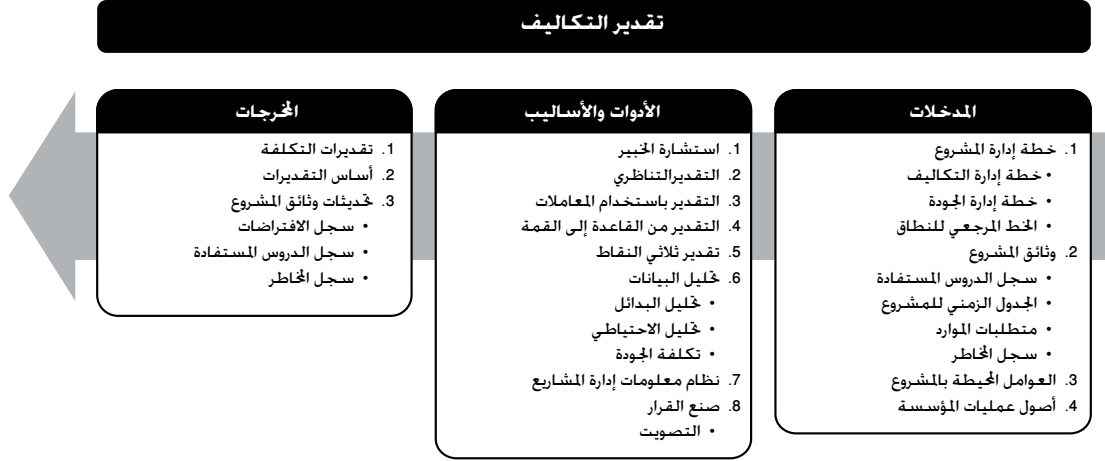 تقدير التكاليف
المدخلات
1. خطة إدارة المشروع
• خطة إدارة التكاليف
• خطة إدارة الجودة
• الخط المرجعي للنطاق
2. وثائق المشروع
• سجل الدروس المستفادة
• الجدول الزمني للمشروع
• متطلبات الموارد
• سجل المخاطر
3. العوامل المحيطة بالمشروع
4. أصول عمليات المؤسسة
الأدوات والأساليب
1. استشارة الخبير
2. التقديرالتناظري
3. التقدير باستخدام المعاملات
4. التقدير من القاعدة إلى القمة
5. تقدير ثلاثي النقاط
6. تحليل البيانات
• تحليل البدائل
• تحليل الاحتياطي
• تكلفة الجودة
7. نظام معلومات إدارة المشاريع
8. صنع القرار
• التصويت
المخرجات
1. تقديرات التكلفة
2. أساس التقديرات
3. تحديثات وثائق المشروع
• سجل الافتراضات
• سجل الدروس المستفادة
• سجل المخاطر